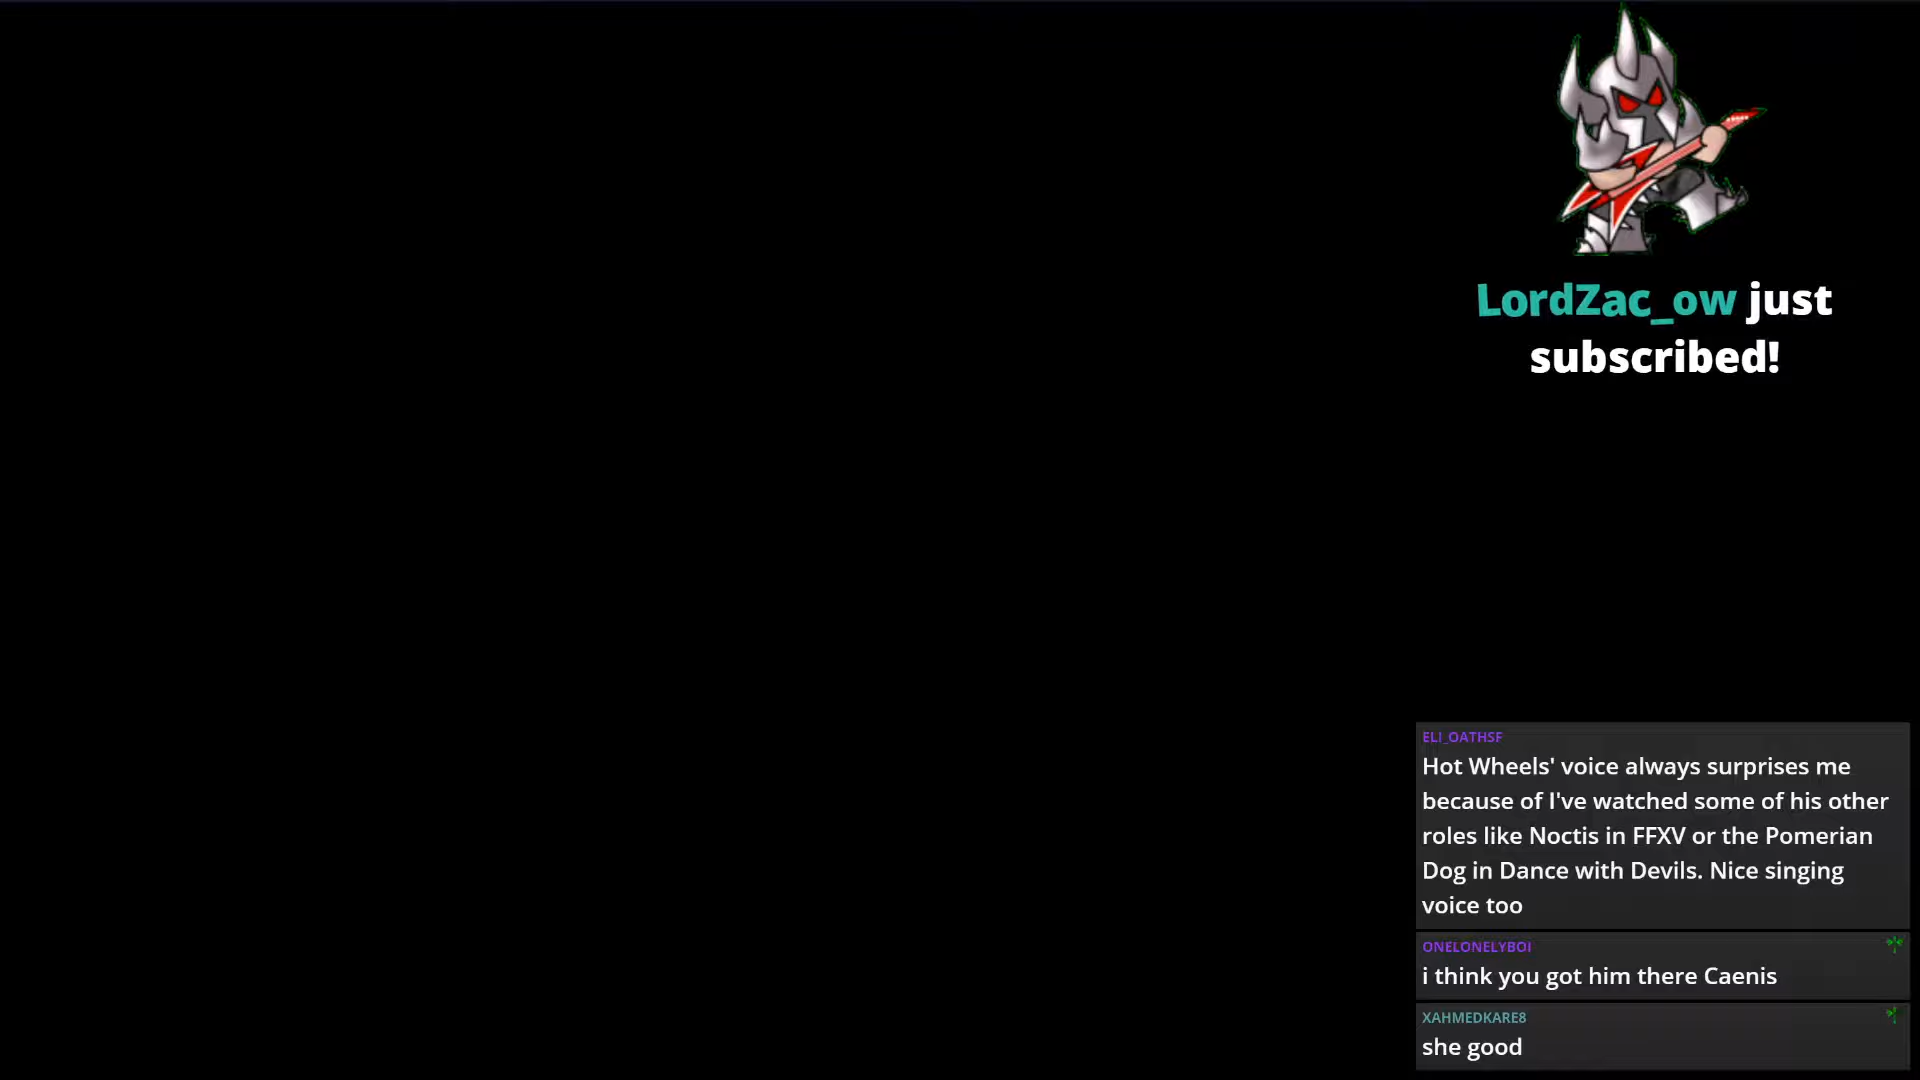 LordZac_ow just
subscribed!
ELI_OATHSF
Hot Wheels' voice always surprises me
because of I've watched some of his other
roles like Noctis in FFXV or the Pomerian
Dog in Dance with Devils. Nice singing
voice too
ONELONELYBOI
i think you got him there Caenis
XAHMEDKARE8
she good